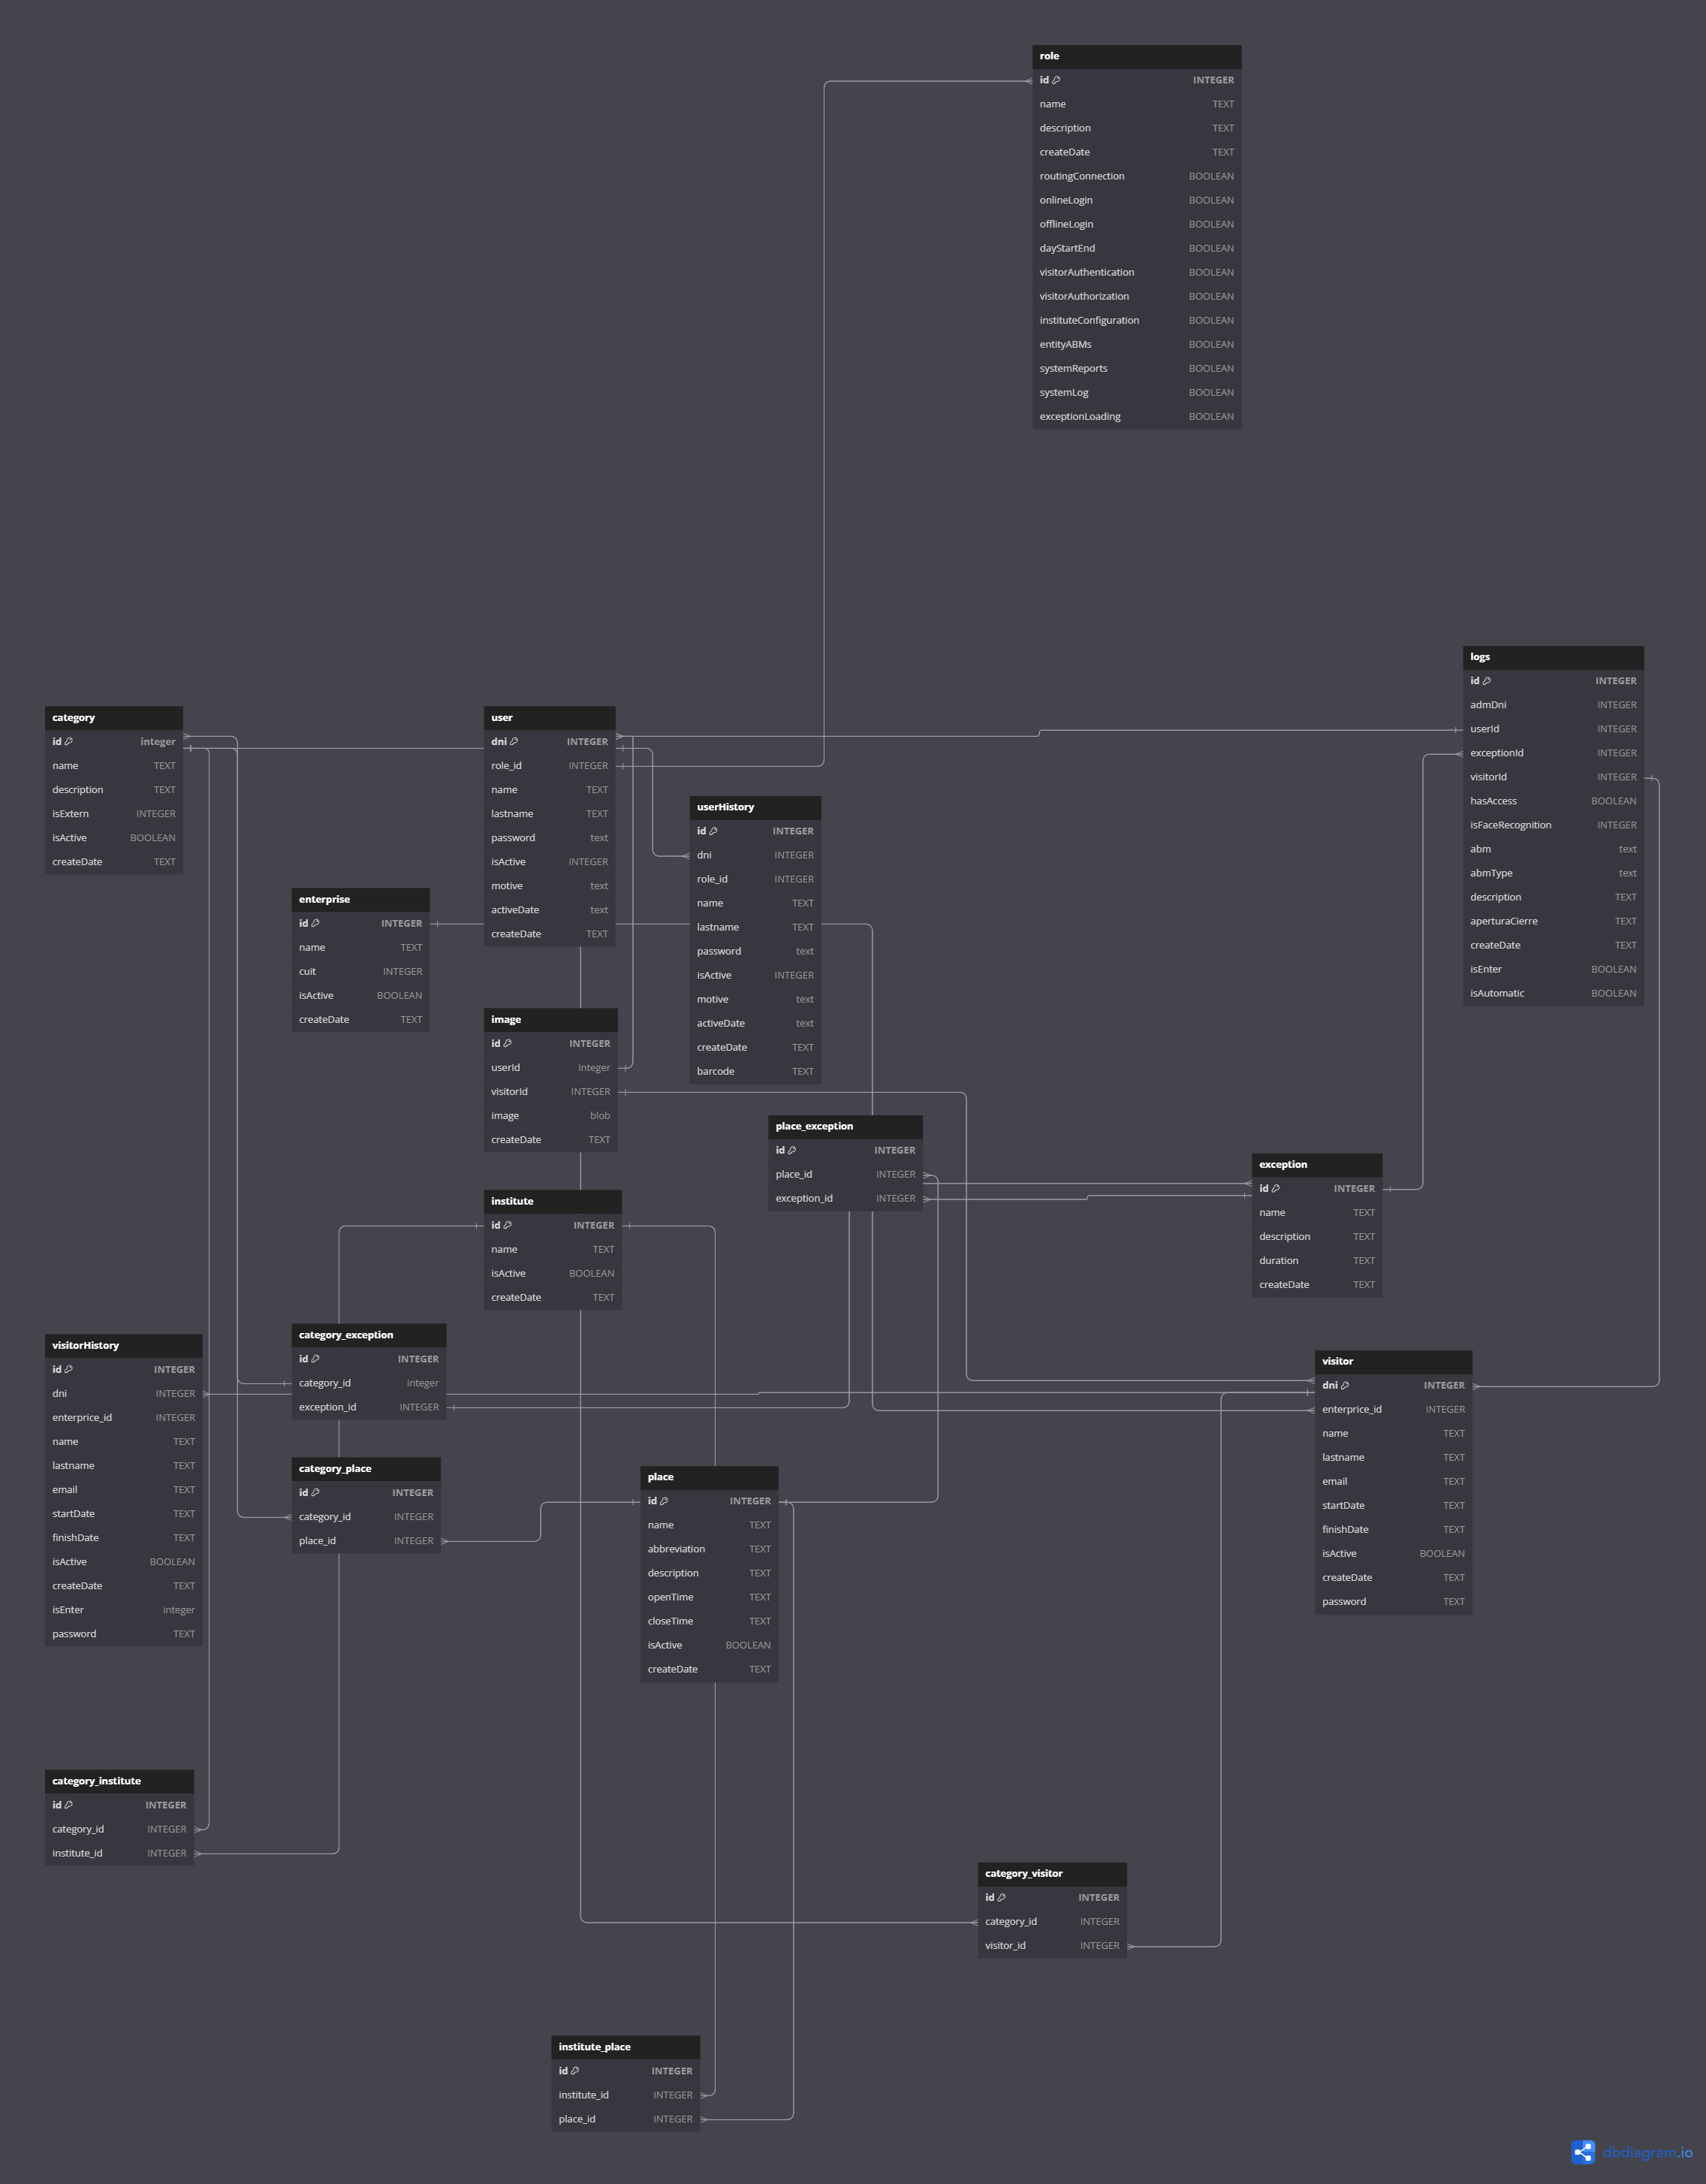 role
id INTEGER
name TEXT
description TEXT
createDate TEXT
routingConnection BOOLEAN
onlineLogin BOOLEAN
offlineLogin BOOLEAN
dayStartEnd BOOLEAN
visitorAuthentication BOOLEAN
visitorAuthorization BOOLEAN
instituteConfiguration BOOLEAN
entityABMs BOOLEAN
systemReports BOOLEAN
systemLog BOOLEAN
exceptionLoading BOOLEAN
logs
id INTEGER
admDni INTEGER
userId INTEGER
exceptionId INTEGER
visitorId INTEGER
hasAccess BOOLEAN
isFaceRecognition INTEGER
abm text
abmType text
description TEXT
aperturaCierre TEXT
createDate TEXT
isEnter BOOLEAN
isAutomatic BOOLEAN
category
id integer
name TEXT
description TEXT
isExtern INTEGER
isActive BOOLEAN
createDate TEXT
user
dni INTEGER
role_id INTEGER
name TEXT
lastname TEXT
password text
isActive INTEGER
motive text
activeDate text
createDate TEXT
userHistory
id INTEGER
dni INTEGER
role_id INTEGER
name TEXT
lastname TEXT
password text
isActive INTEGER
motive text
activeDate text
createDate TEXT
barcode TEXT
enterprise
id INTEGER
name TEXT
cuit INTEGER
isActive BOOLEAN
createDate TEXT
image
id INTEGER
userId integer
visitorId INTEGER
image blob
createDate TEXT
place_exception
id INTEGER
place_id INTEGER
exception_id INTEGER
exception
id INTEGER
name TEXT
description TEXT
duration TEXT
createDate TEXT
institute
id INTEGER
name TEXT
isActive BOOLEAN
createDate TEXT
category_exception
id INTEGER
category_id integer
exception_id INTEGER
visitorHistory
id INTEGER
dni INTEGER
enterprice_id INTEGER
name TEXT
lastname TEXT
email TEXT
startDate TEXT
finishDate TEXT
isActive BOOLEAN
createDate TEXT
isEnter integer
password TEXT
visitor
dni INTEGER
enterprice_id INTEGER
name TEXT
lastname TEXT
email TEXT
startDate TEXT
finishDate TEXT
isActive BOOLEAN
createDate TEXT
password TEXT
category_place
id INTEGER
category_id INTEGER
place_id INTEGER
place
id INTEGER
name TEXT
abbreviation TEXT
description TEXT
openTime TEXT
closeTime TEXT
isActive BOOLEAN
createDate TEXT
category_institute
id INTEGER
category_id INTEGER
institute_id INTEGER
category_visitor
id INTEGER
category_id INTEGER
visitor_id INTEGER
institute_place
id INTEGER
institute_id INTEGER
place_id INTEGER
dbdiagram.io